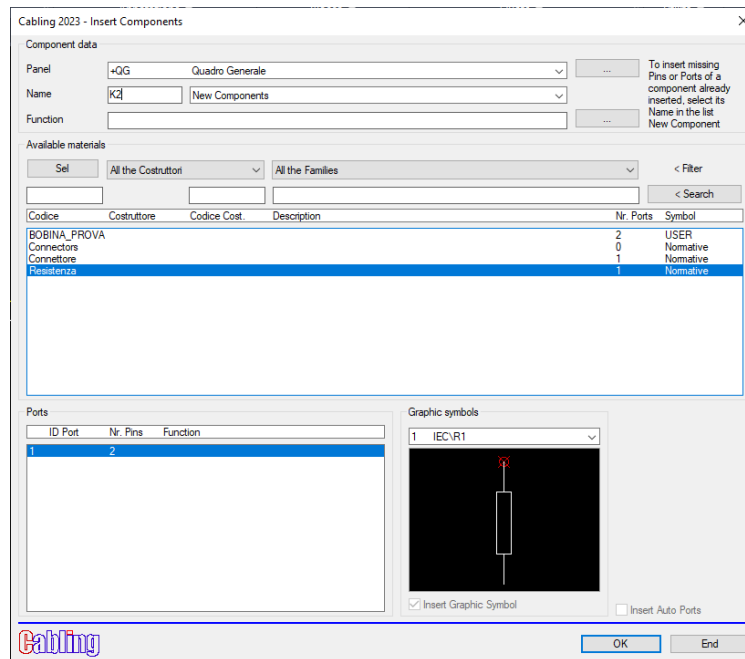 Cabling 2023 - Insert Components
Component data
Panel
+QG Quadro Generale
...
To insert missing
Pins or Ports of a
component already
inserted, select its
Name in the list
New Component
Name
K2
New Components
Function
...
Available materials
Sel
All the Costruttori
All the Families
< Filter
< Search
Codice Costruttore Codice Cost. Description Nr. Ports Symbol
BOBINA_PROVA 2 USER
Connectors 0 Normative
Connettore 1 Normative
Resistenza 1 Normative
Ports
ID Port Nr. Pins Function
1 2
Graphic symbols
1 IEC\R1
Insert Graphic Symbol
Insert Auto Ports
Cabling
OK
End